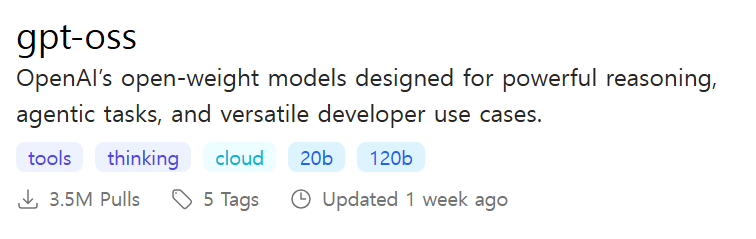 gpt-oss
OpenAI’s open-weight models designed for powerful reasoning,
agentic tasks, and versatile developer use cases.
tools thinking cloud 20b 120b
3.5M Pulls 5 Tags Updated 1 week ago